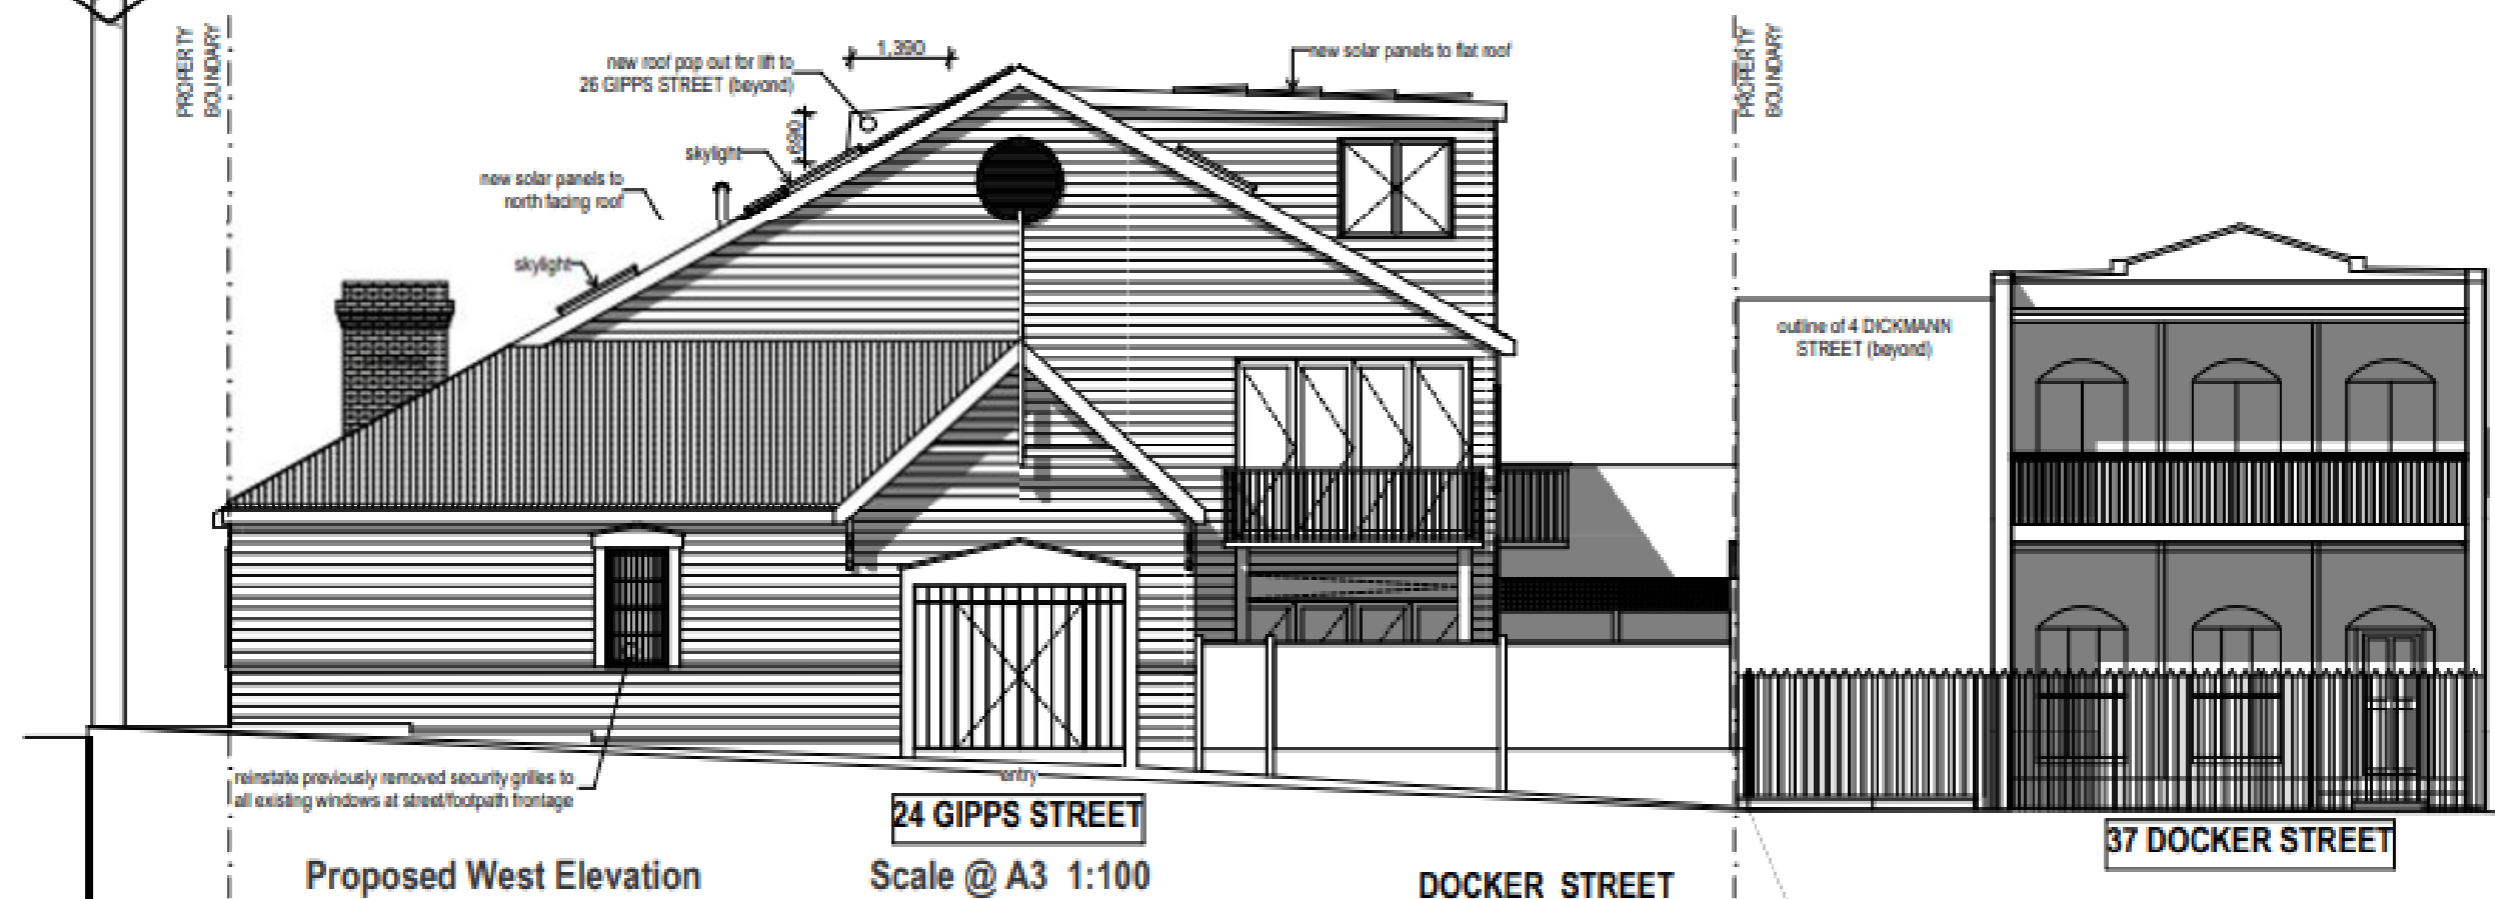 PROPERTY
BOUNDARY
new roof pop out for lift to
26 GIPPS STREET (beyond)
1,390
690
new solar panels to flat roof
PROPERTY
BOUNDARY
skylight
new solar panels to
north facing roof
skylight
outline of 4 DICKMANN
STREET (beyond)
reinstate previously removed security grilles to
all existing windows at street/footpath frontage
entry
24 GIPPS STREET
37 DOCKER STREET
Proposed West Elevation
Scale @ A3 1:100
DOCKER STREET